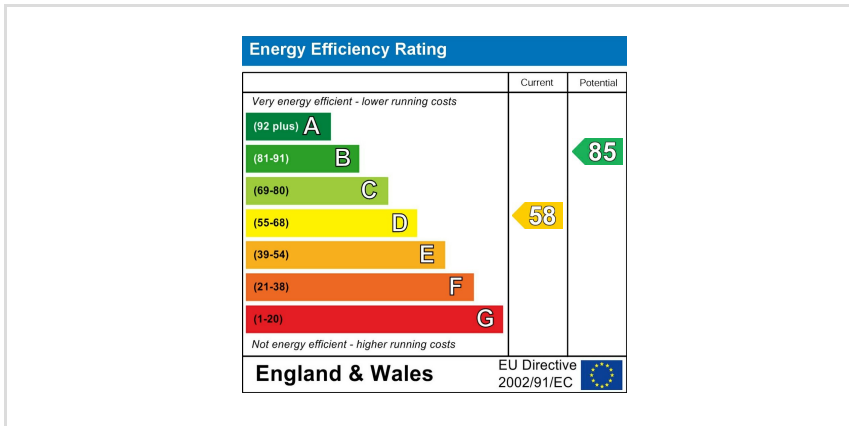 Energy Efficiency Rating
Current Potential
Very energy efficient - lower running costs
(92 plus) A
(81-91) B
85
(69-80) C
(55-68) D
58
(39-54) E
(21-38) F
(1-20) G
Not energy efficient - higher running costs
England & Wales
EU Directive
2002/91/EC